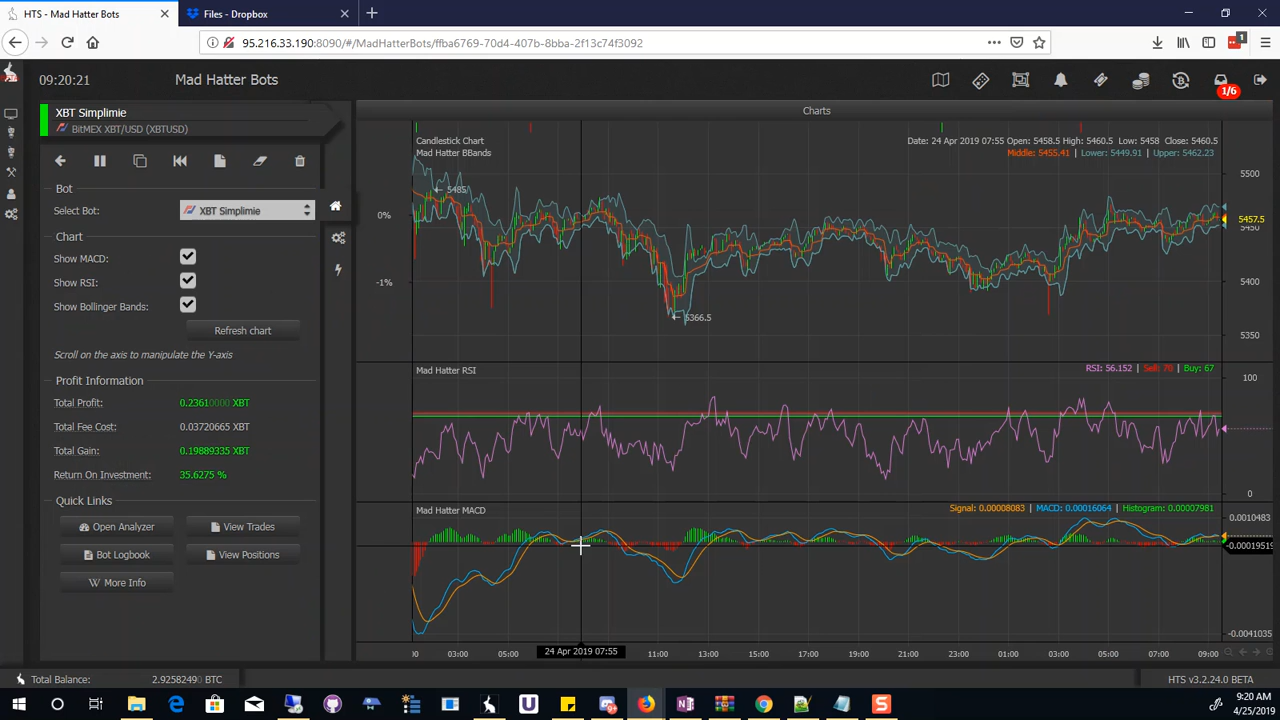 HTS - Mad Hatter Bots
Files - Dropbox
95.216.33.190:8090/#/MadHatterBots/ffba6769-70d4-407b-8bba-2f13c74f3092
1
09:20:21
Mad Hatter Bots
1/6
XBT Simplimie
BitMEX XBT/USD (XBTUSD)
Bot
Select Bot:
XBT Simplimie
Chart
Show MACD:
Show RSI:
Show Bollinger Bands:
Refresh chart
Scroll on the axis to manipulate the Y-axis
Profit Information
Total Profit: 0.23610000 XBT
Total Fee Cost: 0.03720665 XBT
Total Gain: 0.19889335 XBT
Return On Investment: 35.6275 %
Quick Links
Open Analyzer
View Trades
Bot Logbook
View Positions
More Info
Charts
Candlestick Chart
Date: 24 Apr 2019 07:55 Open: 5458.5 High: 5460.5 Low: 5458 Close: 5460.5
Mad Hatter BBands
Middle: 5455.41 | Lower: 5449.91 | Upper: 5462.23
5485
5500
0%
5457.5
5450
-1%
5400
5366.5
5350
Mad Hatter RSI
RSI: 56.152 | Sell: 70 | Buy: 67
100
0
Mad Hatter MACD
Signal: 0.00008083 | MACD: 0.00016064 | Histogram: 0.00007981
0.0010483
-0.00019519
-0.0041035
03:00 05:00 24 Apr 2019 07:55 11:00 13:00 15:00 17:00 19:00 21:00 23:00 01:00 03:00 05:00 07:00 09:00
Total Balance: 2.92582490 BTC
HTS v3.2.24.0 BETA
9:20 AM
4/25/2019